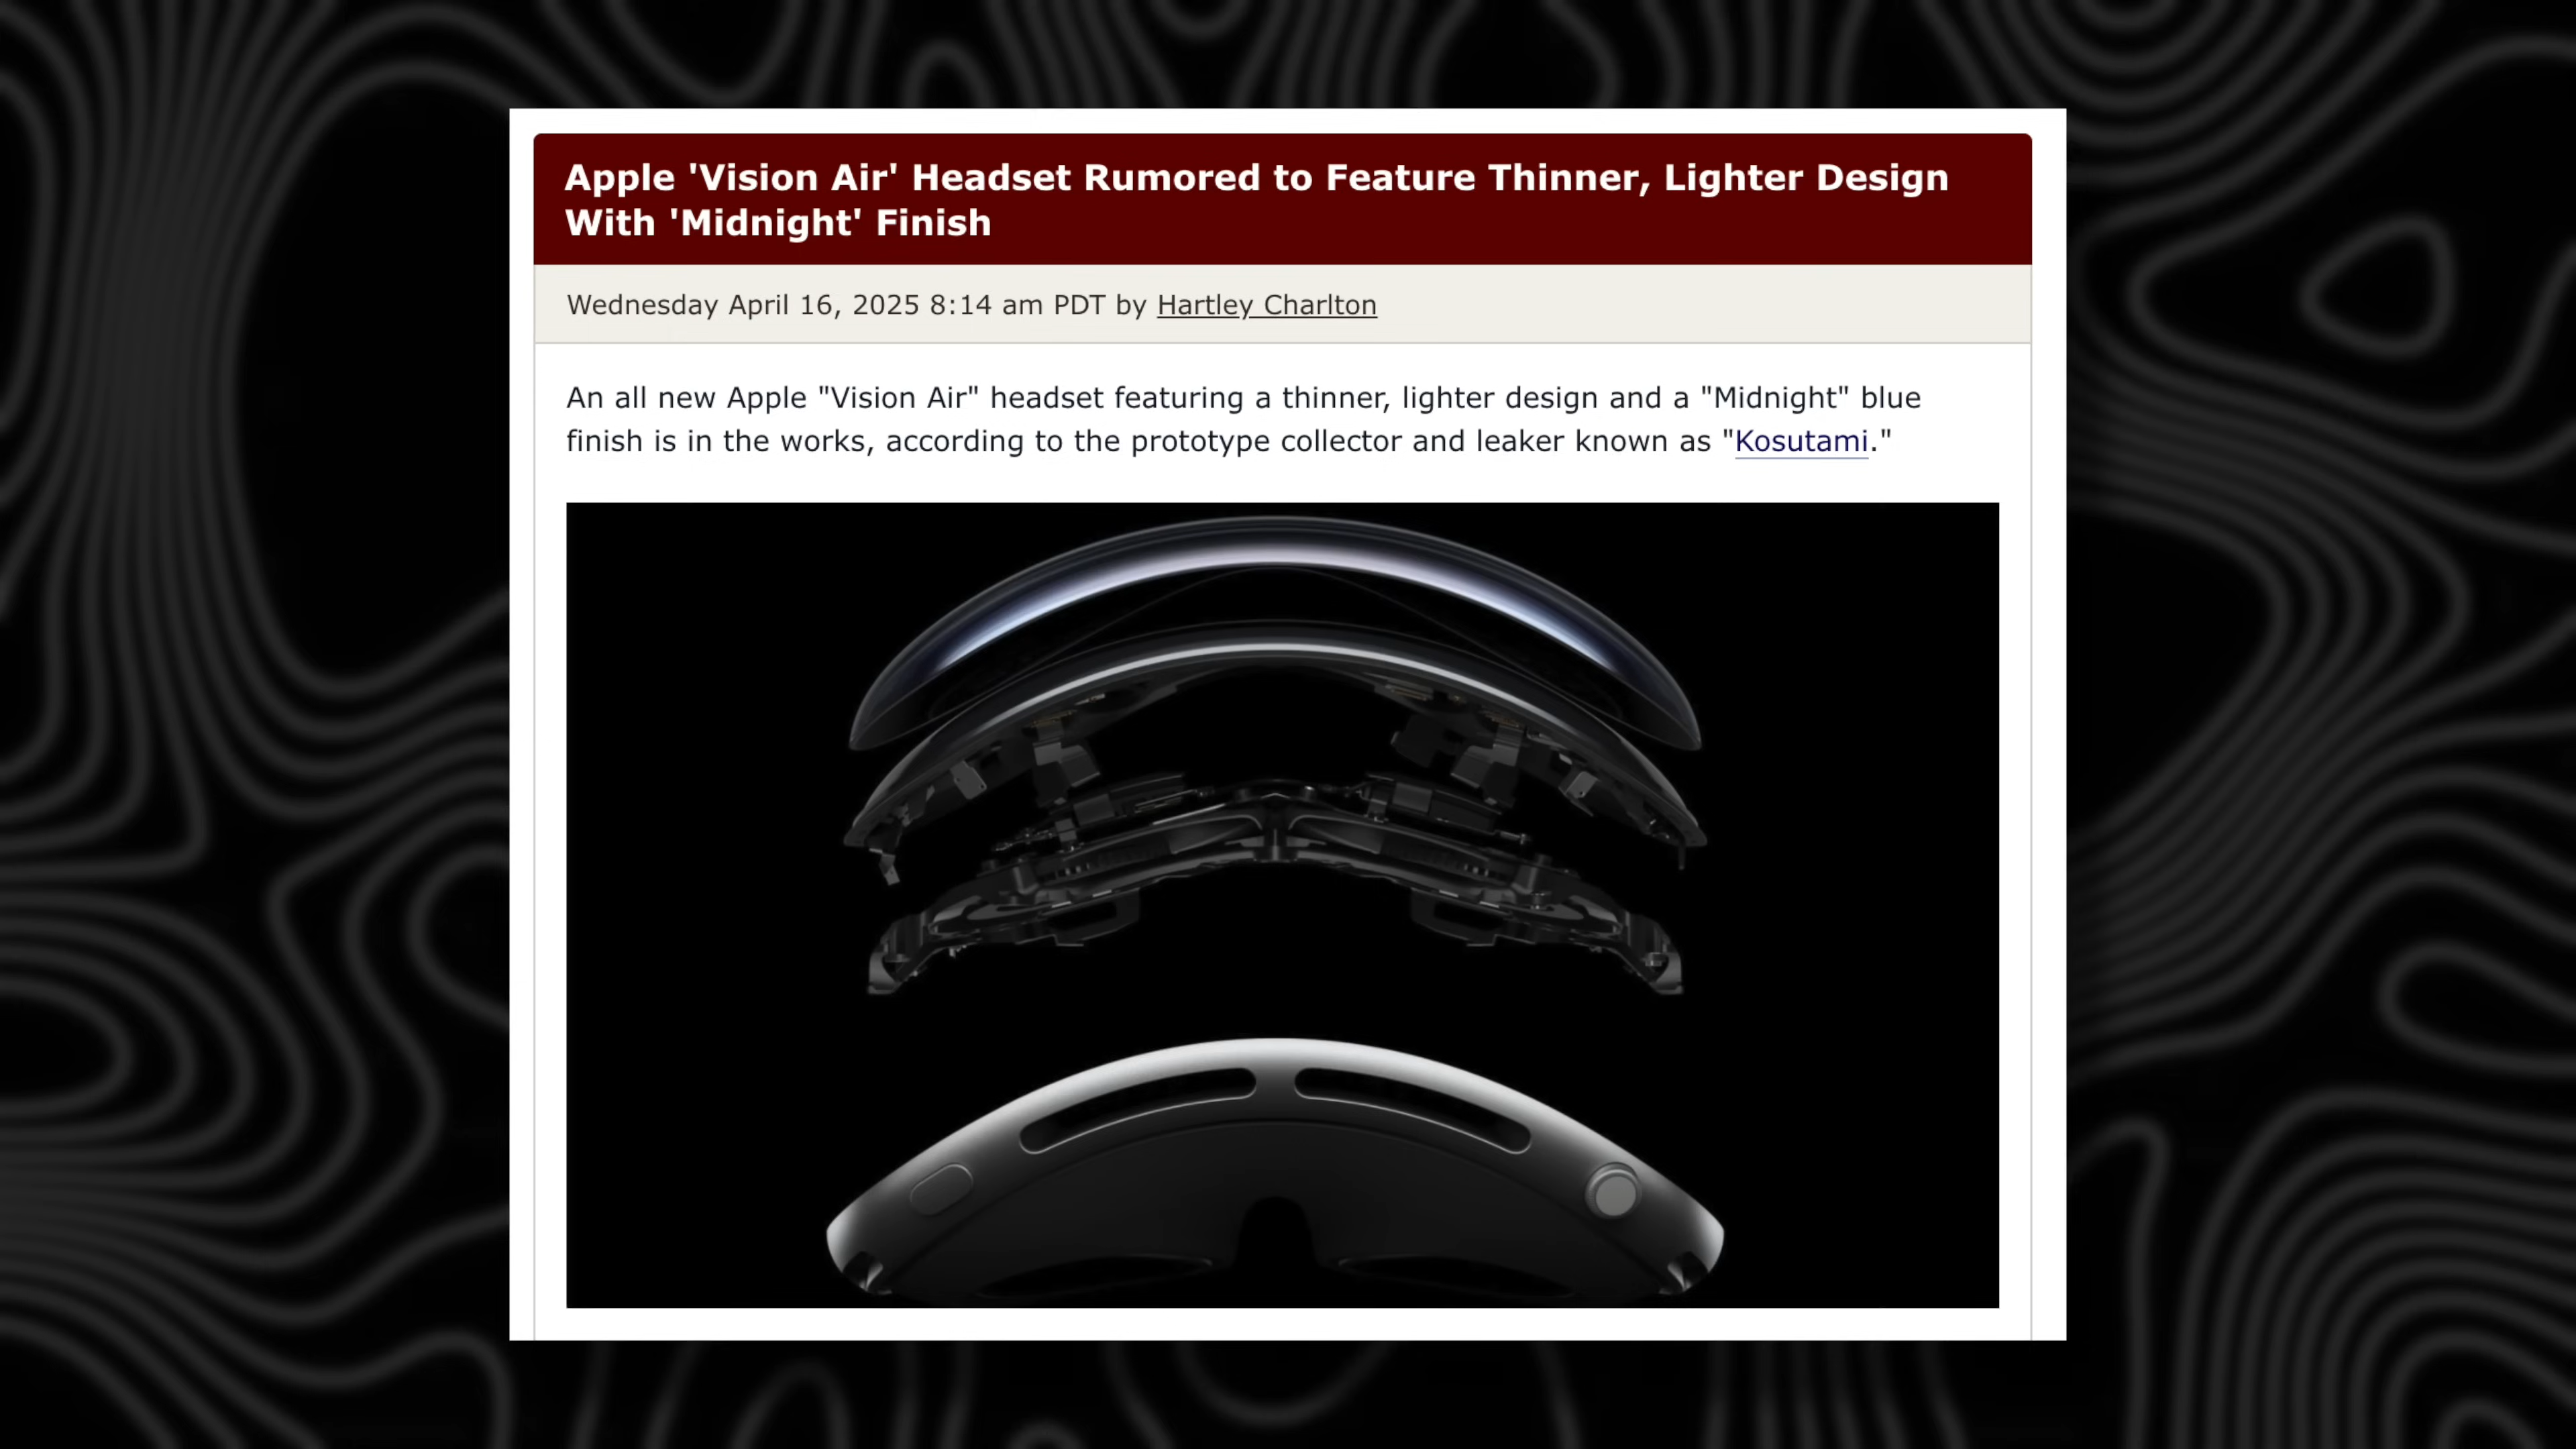 Apple 'Vision Air' Headset Rumored to Feature Thinner, Lighter Design
With 'Midnight' Finish
Wednesday April 16, 2025 8:14 am PDT by Hartley Charlton
An all new Apple "Vision Air" headset featuring a thinner, lighter design and a "Midnight" blue
finish is in the works, according to the prototype collector and leaker known as "Kosutami."